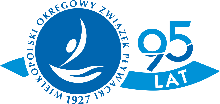 WIELKOPOLSKI OKRĘGOWY ZWIĄZEK PŁYWACKI
1927
95
LAT